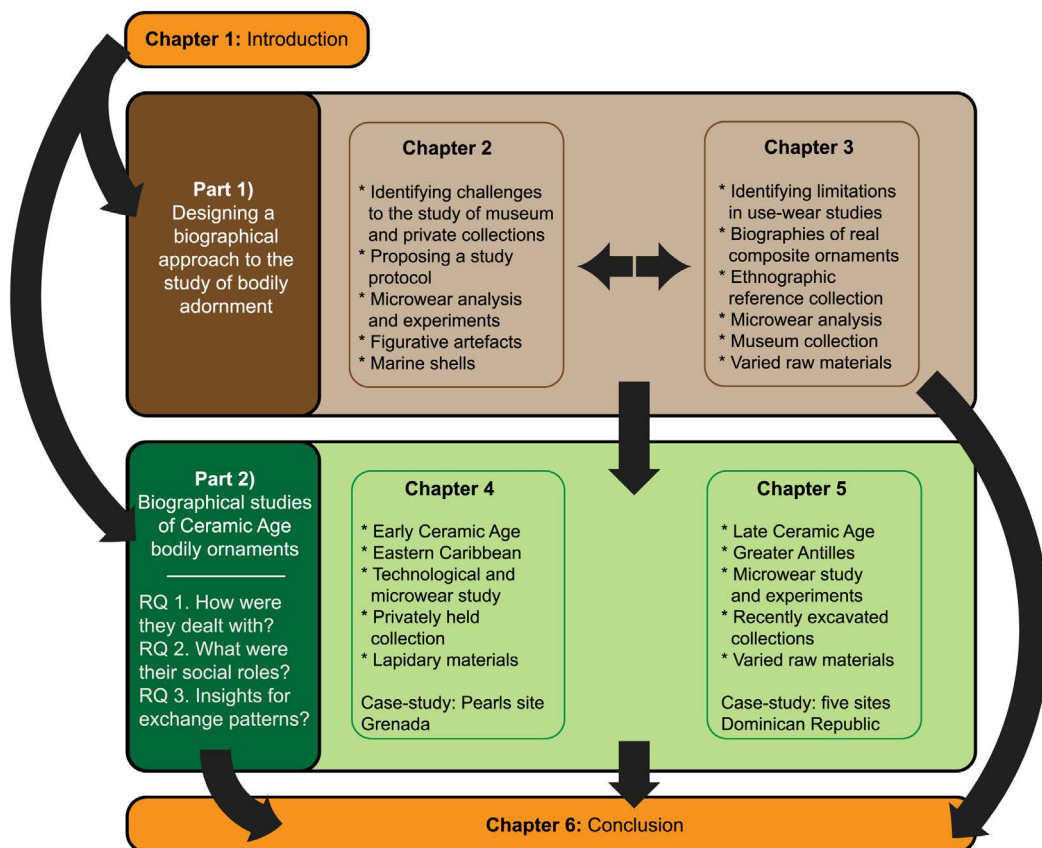 Chapter 1: Introduction
Part 1)
Designing a
biographical
approach to the
study of bodily
adornment
Chapter 2
* Identifying challenges
to the study of museum
and private collections
* Proposing a study
protocol
* Microwear analysis
and experiments
* Figurative artefacts
* Marine shells
Chapter 3
* Identifying limitations
in use-wear studies
* Biographies of real
composite ornaments
* Ethnographic
reference collection
* Microwear analysis
* Museum collection
* Varied raw materials
Part 2)
Biographical studies
of Ceramic Age
bodily ornaments
RQ 1. How were
they dealt with?
RQ 2. What were
their social roles?
RQ 3. Insights for
exchange patterns?
Chapter 4
* Early Ceramic Age
* Eastern Caribbean
* Technological and
microwear study
* Privately held
collection
* Lapidary materials
Case-study: Pearls site
Grenada
Chapter 5
* Late Ceramic Age
* Greater Antilles
* Microwear study
and experiments
* Recently excavated
collections
* Varied raw materials
Case-study: five sites
Dominican Republic
Chapter 6: Conclusion